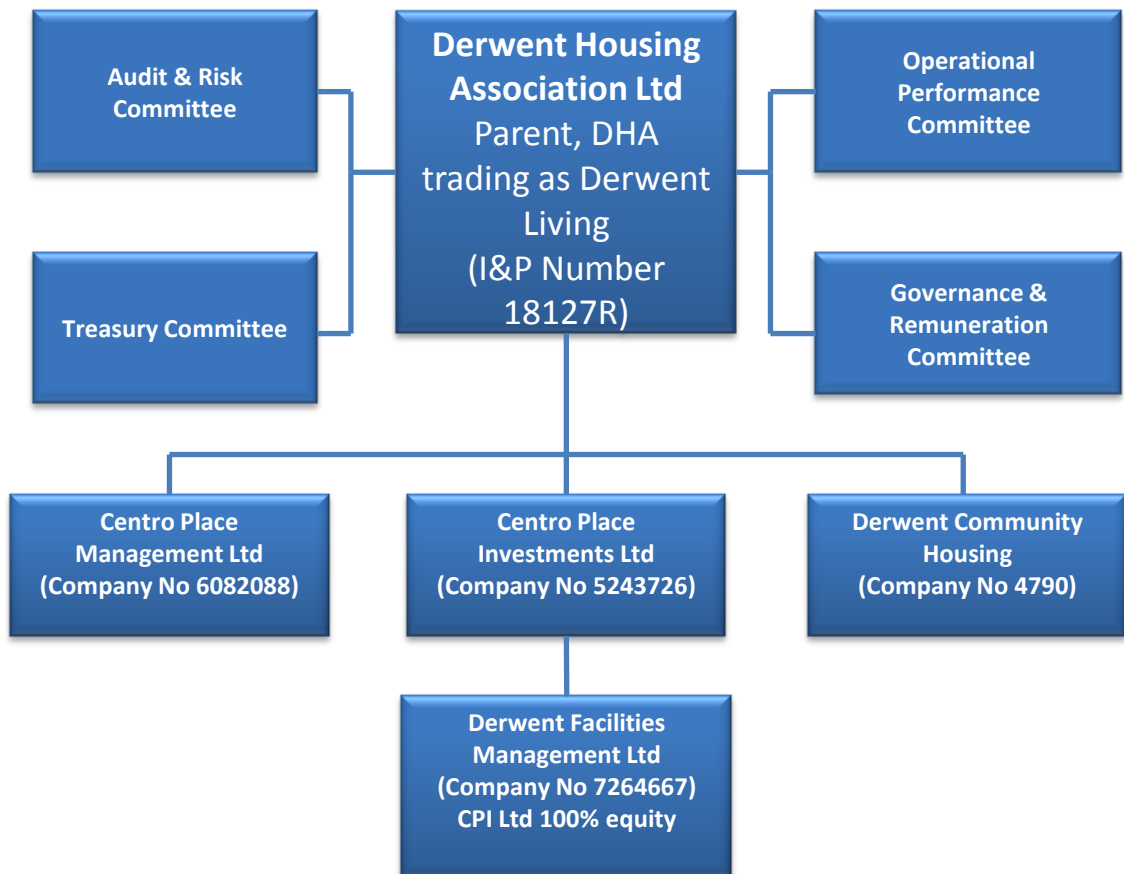 Audit & Risk
Committee
Derwent Housing
Association Ltd
Parent, DHA
trading as Derwent
Living
(I&P Number
18127R)
Operational
Performance
Committee
Treasury Committee
Governance &
Remuneration
Committee
Centro Place
Management Ltd
(Company No 6082088)
Centro Place
Investments Ltd
(Company No 5243726)
Derwent Community
Housing
(Company No 4790)
Derwent Facilities
Management Ltd
(Company No 7264667)
CPI Ltd 100% equity